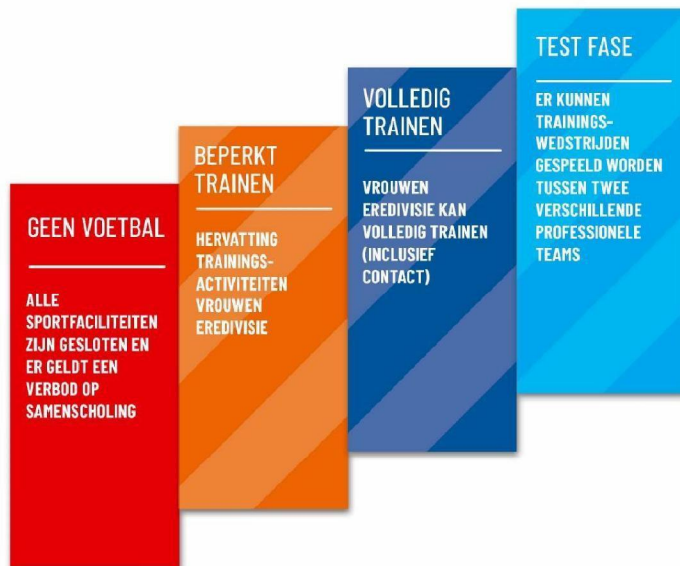 GEEN VOETBAL
ALLE
SPORTFACILITEITEN
ZIJN GESLOTEN EN
ER GELDT EEN
VERBOD OP
SAMENSCHOLING
BEPERKT
TRAINEN
HERVATTING
TRAININGS-
ACTIVITEITEN
VROUWEN
EREDIVISIE
VOLLEDIG
TRAINEN
VROUWEN
EREDIVISIE KAN
VOLLEDIG TRAINEN
(INCLUSIEF
CONTACT)
TEST FASE
ER KUNNEN
TRAININGS-
WEDSTRIJDEN
GESPEELD WORDEN
TUSSEN TWEE
VERSCHILLENDE
PROFESSIONELE
TEAMS